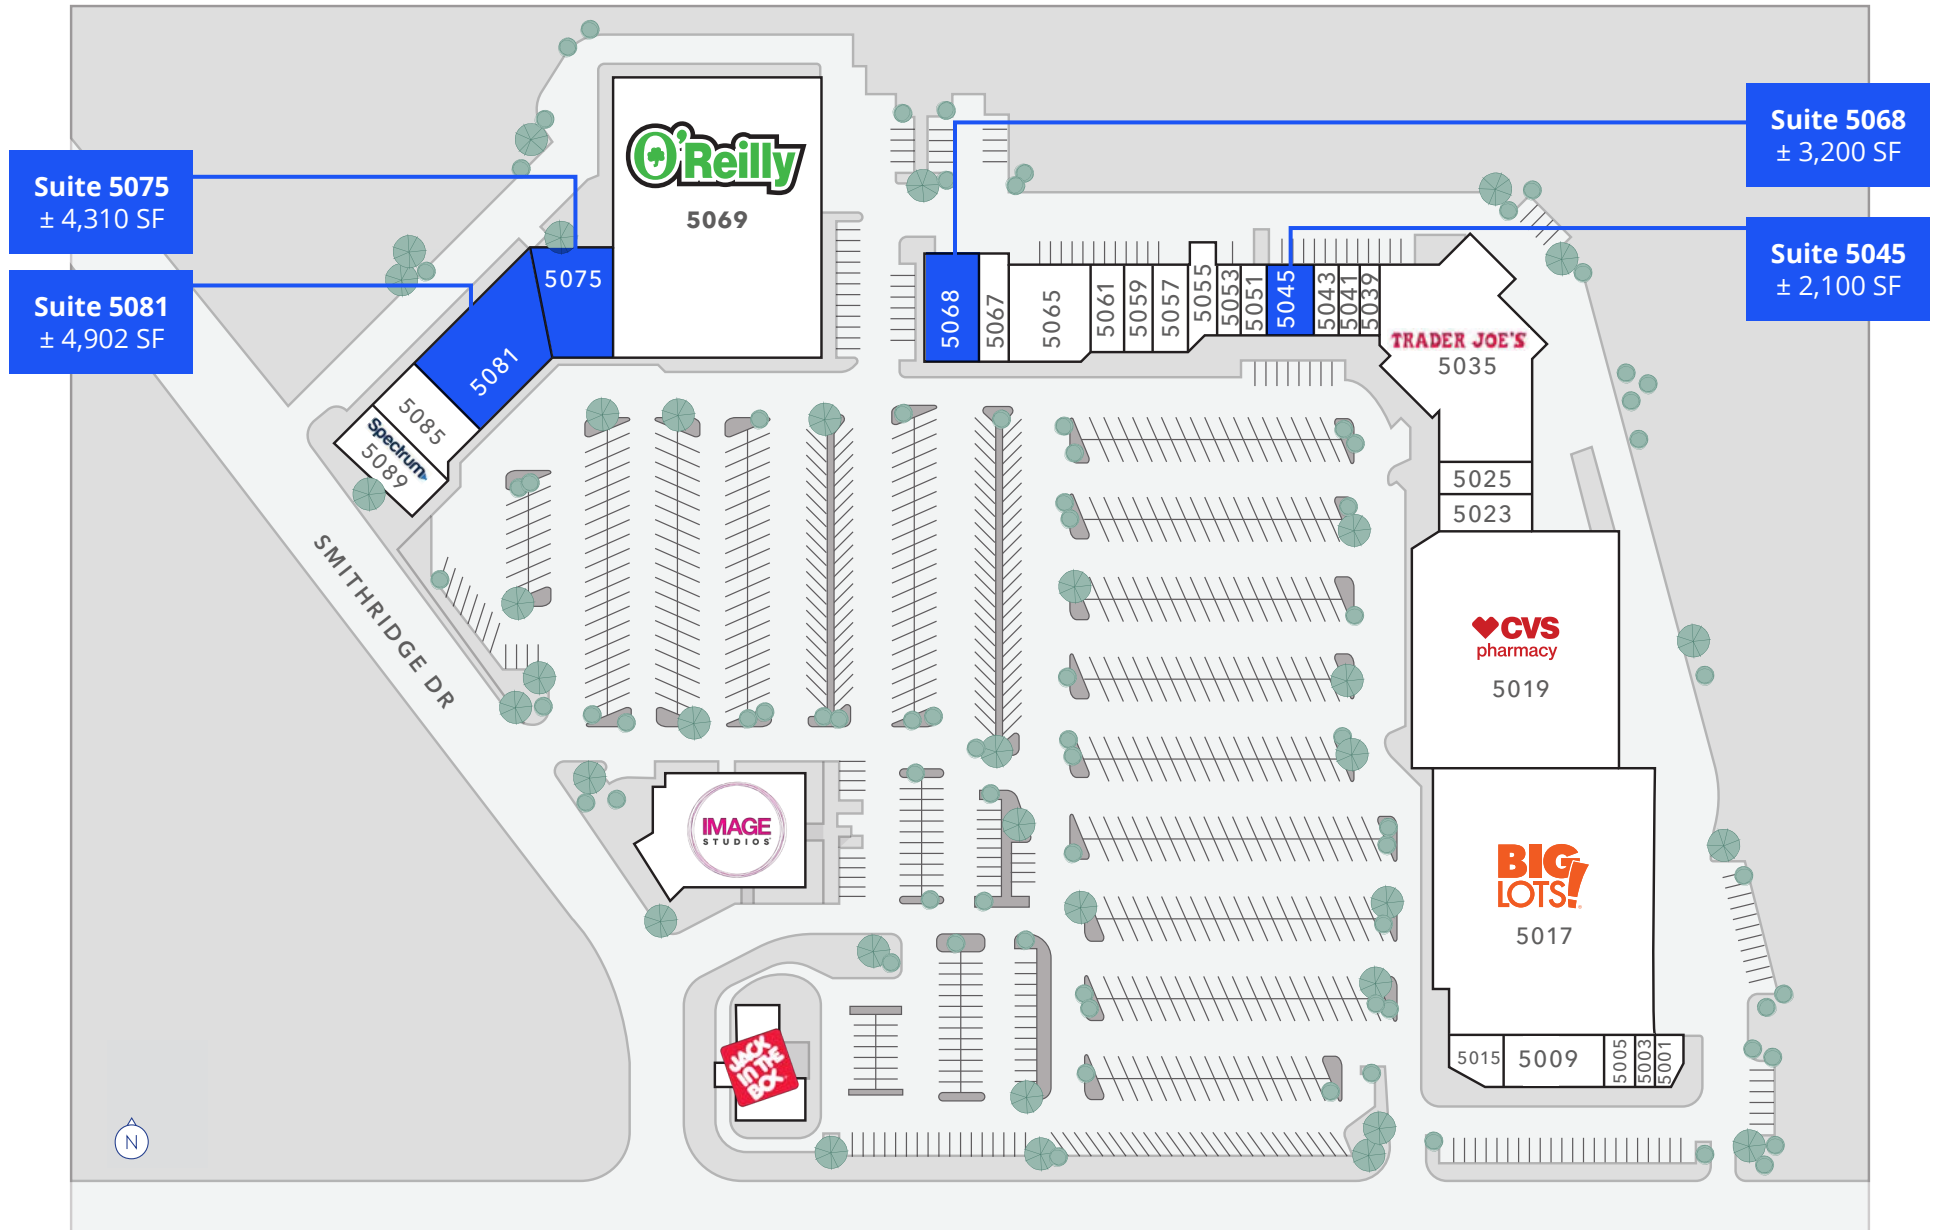 Suite 5075
± 4,310 SF
Suite 5081
± 4,902 SF
Suite 5068
± 3,200 SF
Suite 5045
± 2,100 SF
O'Reilly
5069
5075
5081
5085
Spectrum
5089
5068
5067
5065
5061
5059
5057
5055
5053
5051
5045
5043
5041
5039
TRADER JOE'S
5035
5025
5023
CVS
pharmacy
5019
BIG
LOTS!
5017
5015
5009
5005
5003
5001
SMITHRIDGE DR
IMAGE
STUDIOS
JACK
IN THE
BOX
N